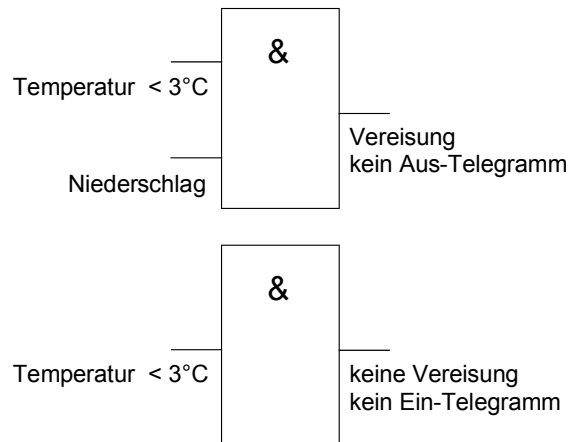 &
Temperatur < 3°C
Vereisung
kein Aus-Telegramm
Niederschlag
&
Temperatur < 3°C
keine Vereisung
kein Ein-Telegramm